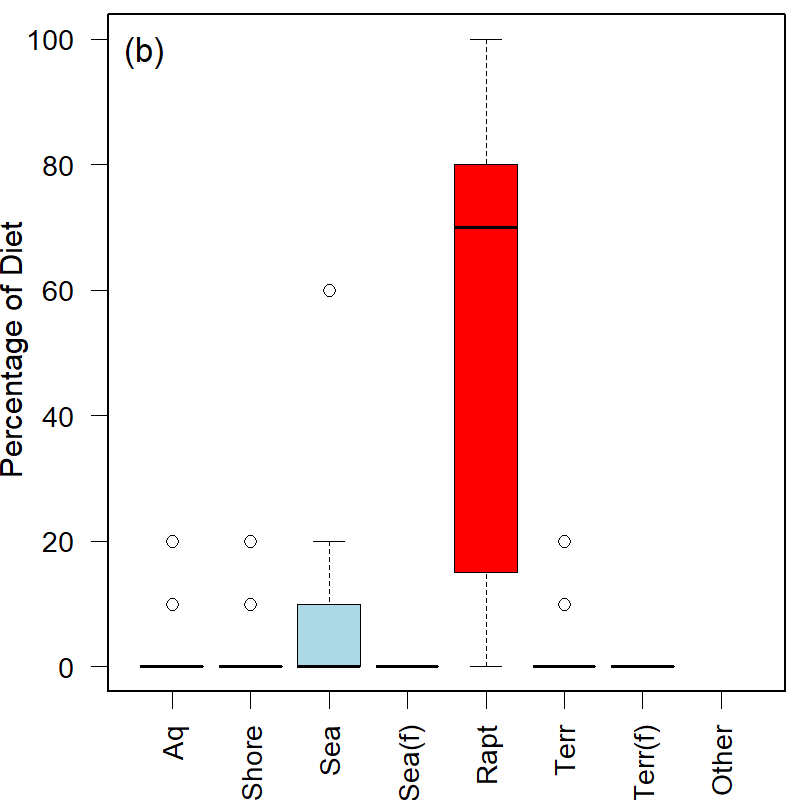 (b)
Percentage of Diet
100
80
60
40
20
0
Aq
Shore
Sea
Sea(f)
Rapt
Terr
Terr(f)
Other